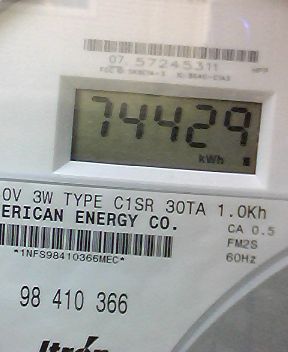 07. 57245311
74429
kWh
0V 3W TYPE C1SR 30TA 1.0Kh
ERICAN ENERGY CO.
CA 0.5
FM2S
60Hz
*1NFS98410366MEC*
98 410 366
Itrón